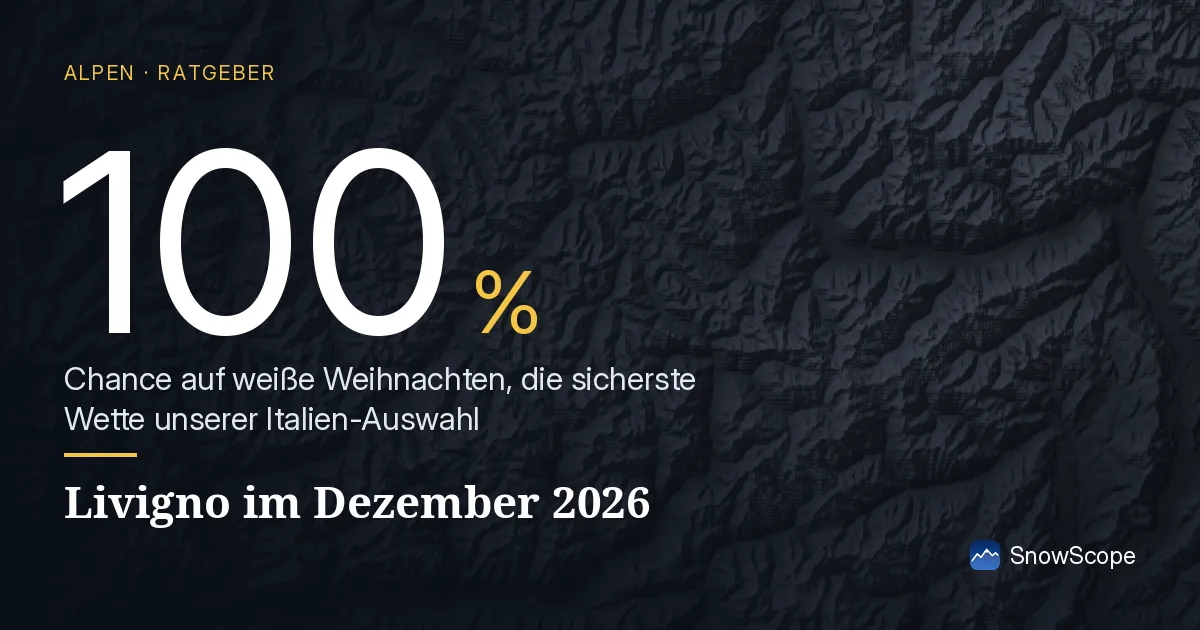 ALPEN · RATGEBER
100 %
Chance auf weiße Weihnachten, die sicherste
Wette unserer Italien-Auswahl
Livigno im Dezember 2026
SnowScope